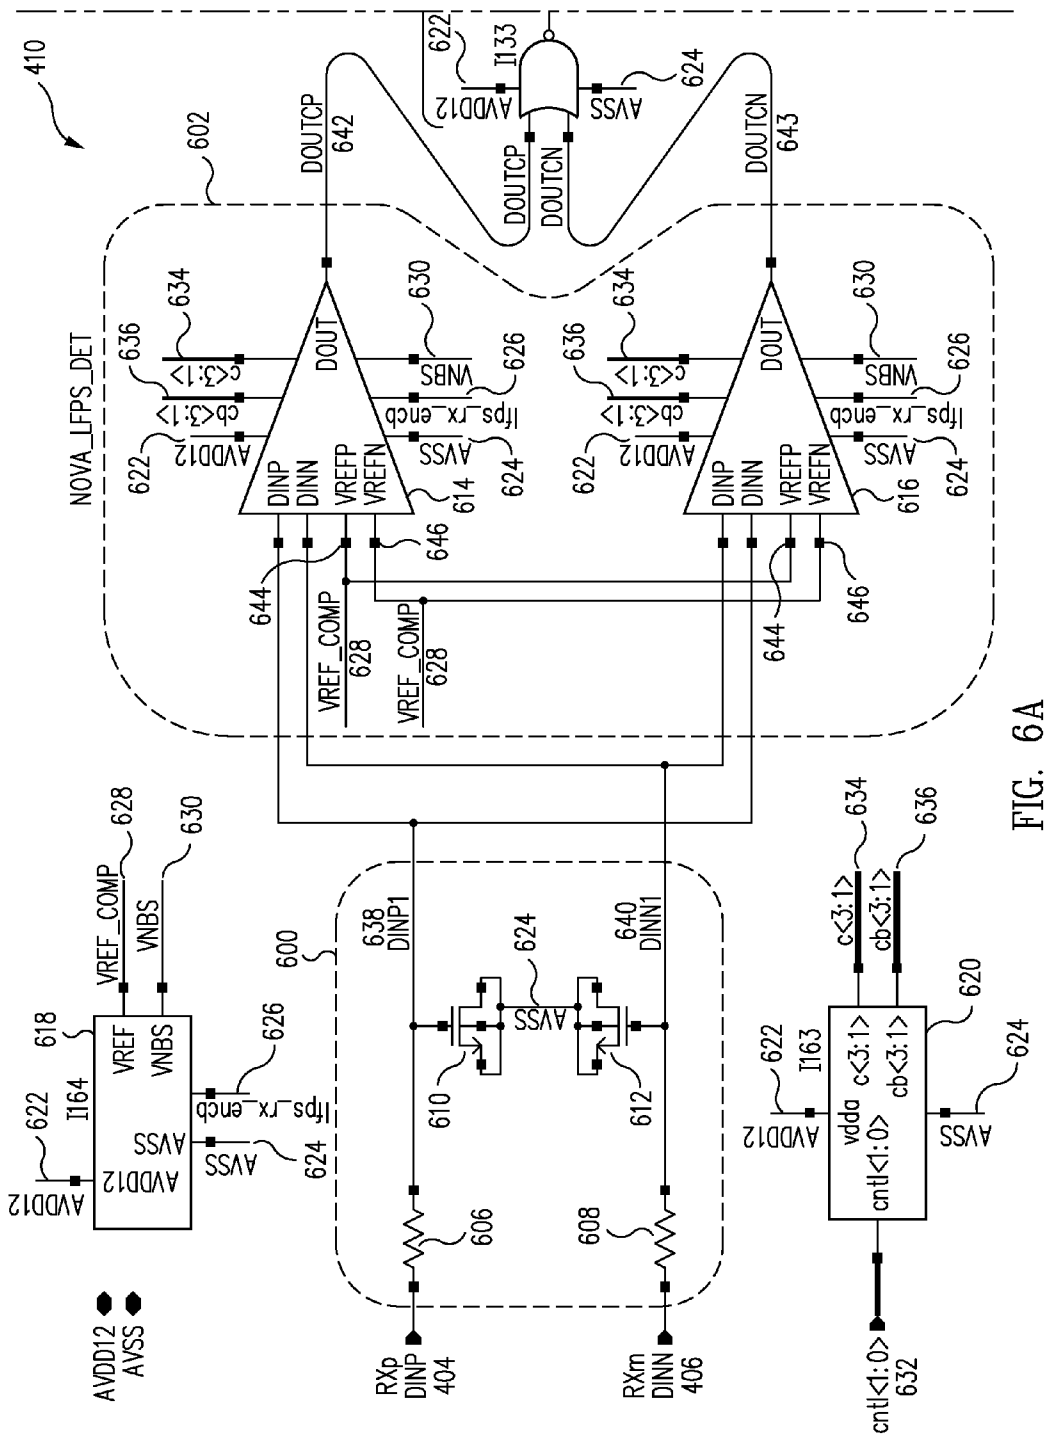 410
602
NOVA_LFPS_DET
DOUTCP
642
622
I133
AVDD12
624
AVSS
DOUTCP
DOUTCN
DOUTCN
643
634
636
c<3:1>
cb<3:1>
622
AVDD12
DINP
DINN
VREFP
VREFN
DOUT
630
VNBS
626
lfps_rx_encb
AVSS
624
614
646
644
VREF_COMP
628
VREF_COMP
628
634
636
c<3:1>
cb<3:1>
622
AVDD12
DINP
DINN
VREFP
VREFN
DOUT
630
VNBS
626
lfps_rx_encb
AVSS
624
616
644
646
AVDD12
AVSS
622
AVDD12
I164
618
VREF
VNBS
AVDD12
AVSS
VREF_COMP
628
VNBS
630
626
lfps_rx_encb
AVSS
624
600
RXp
DINP
404
606
610
638
DINP1
624
AVSS
612
640
DINN1
608
RXm
DINN
406
cntl<1:0>
632
622
AVDD12
I163
vdda
cntl<1:0>
c<3:1>
cb<3:1>
c<3:1>
634
cb<3:1>
636
620
AVSS
624
FIG. 6A